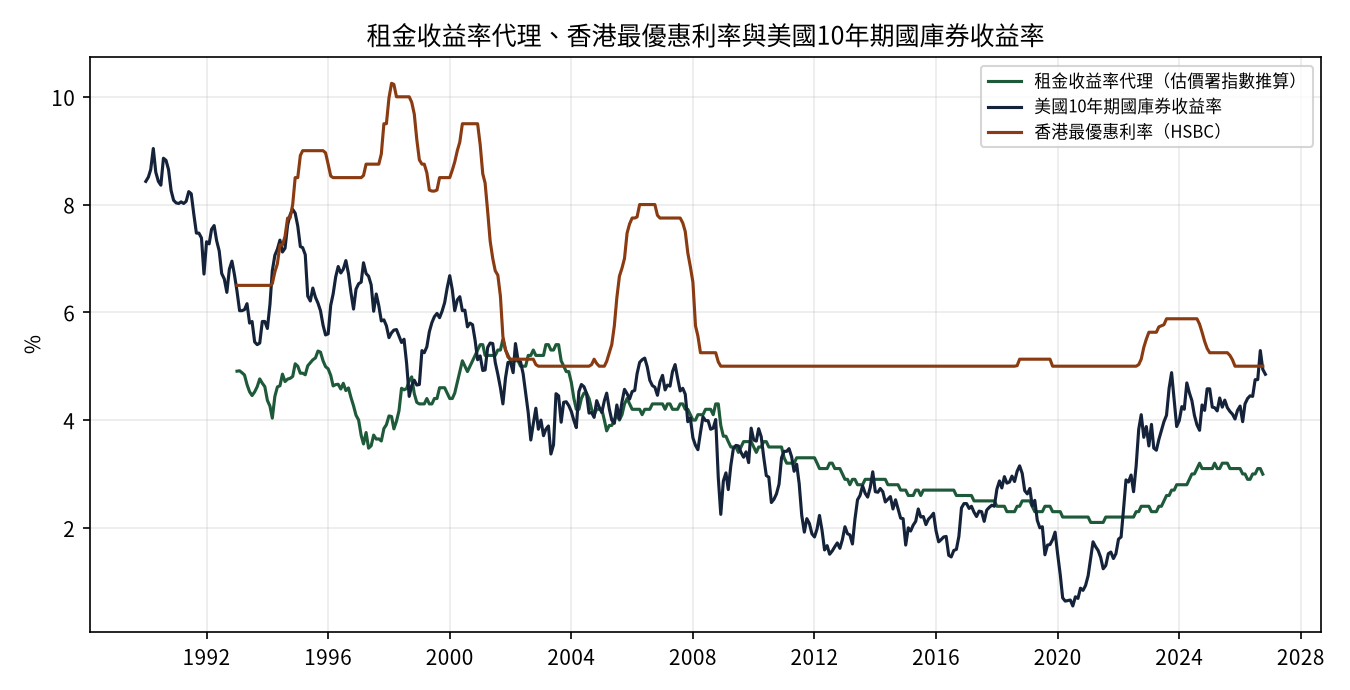 租金收益率代理、香港最優惠利率與美國10年期國庫券收益率
租金收益率代理（估價署指數推算）
美國10年期國庫券收益率
香港最優惠利率（HSBC）
%
10
8
6
4
2
1992 1996 2000 2004 2008 2012 2016 2020 2024 2028